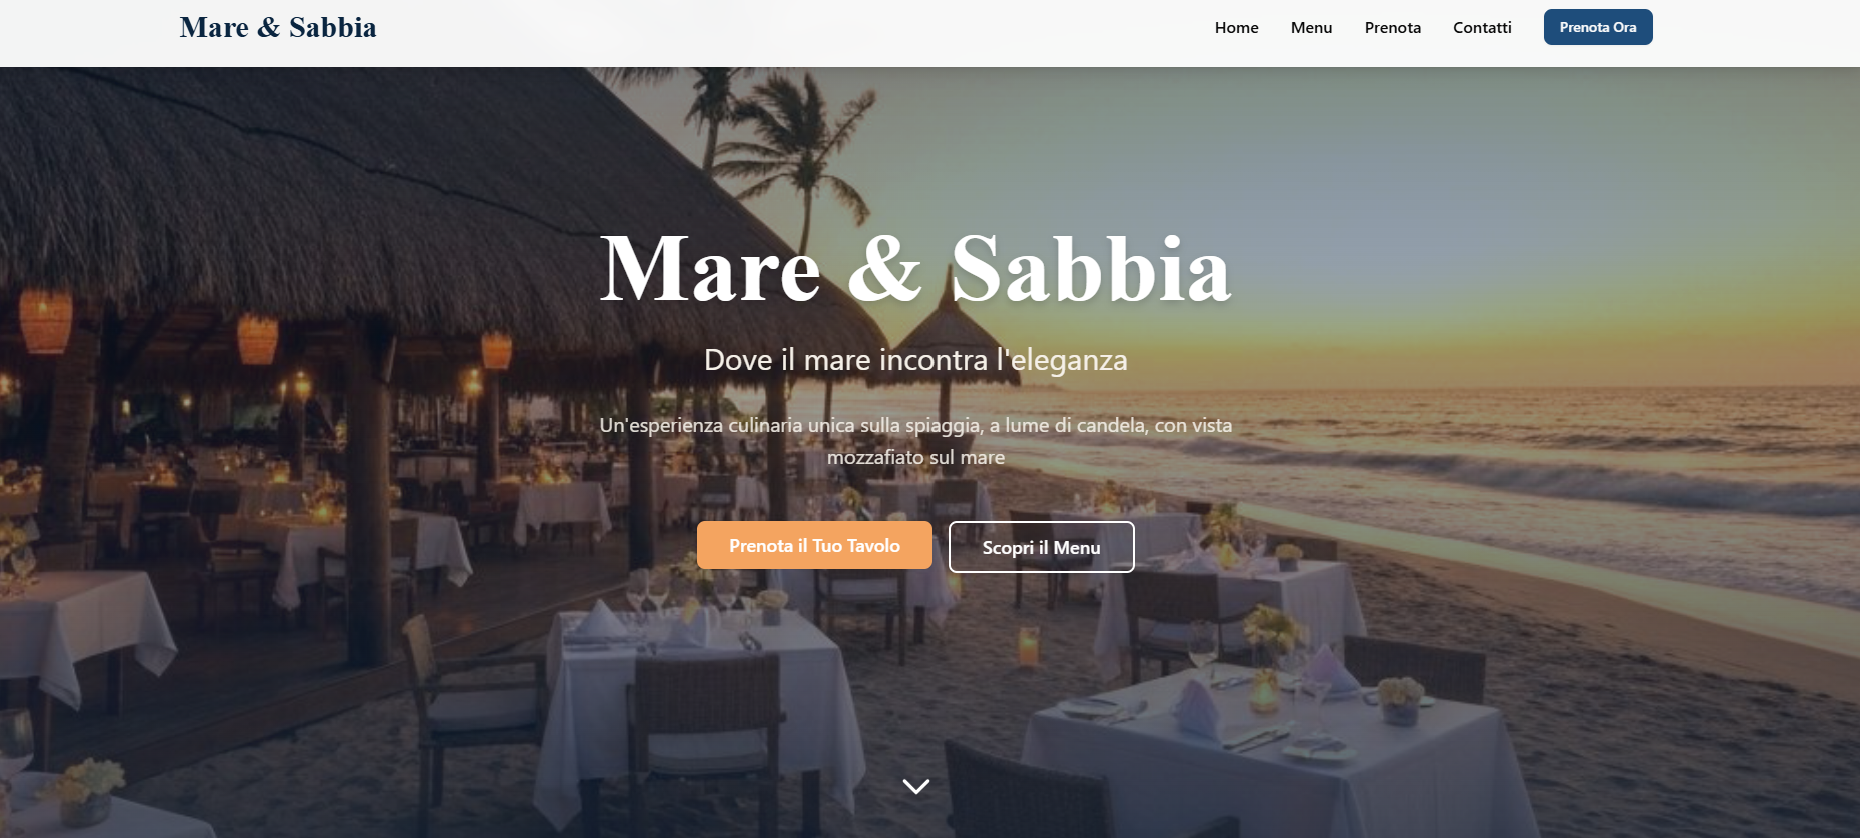 Mare & Sabbia
Home
Menu
Prenota
Contatti
Prenota Ora
Mare & Sabbia
Dove il mare incontra l'eleganza
Un'esperienza culinaria unica sulla spiaggia, a lume di candela, con vista
mozzafiato sul mare
Prenota il Tuo Tavolo
Scopri il Menu